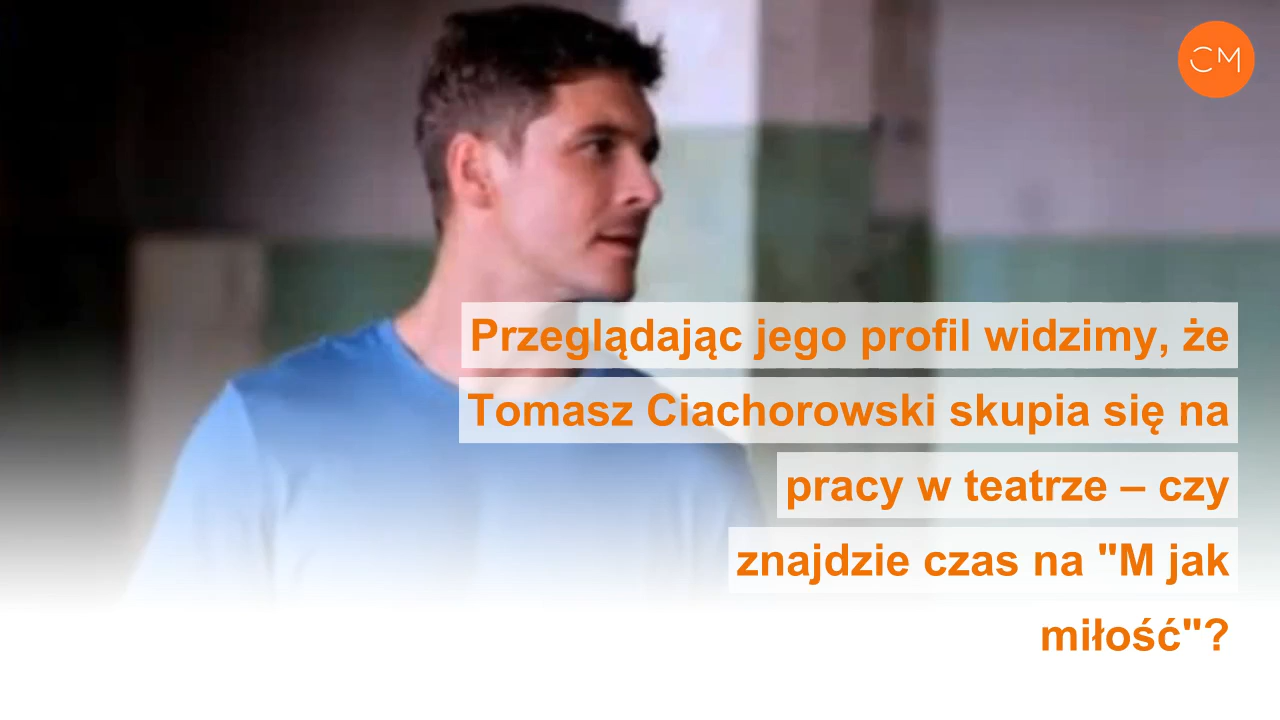 CM
Przeglądając jego profil widzimy, że
Tomasz Ciachorowski skupia się na
pracy w teatrze – czy
znajdzie czas na "M jak
miłość"?